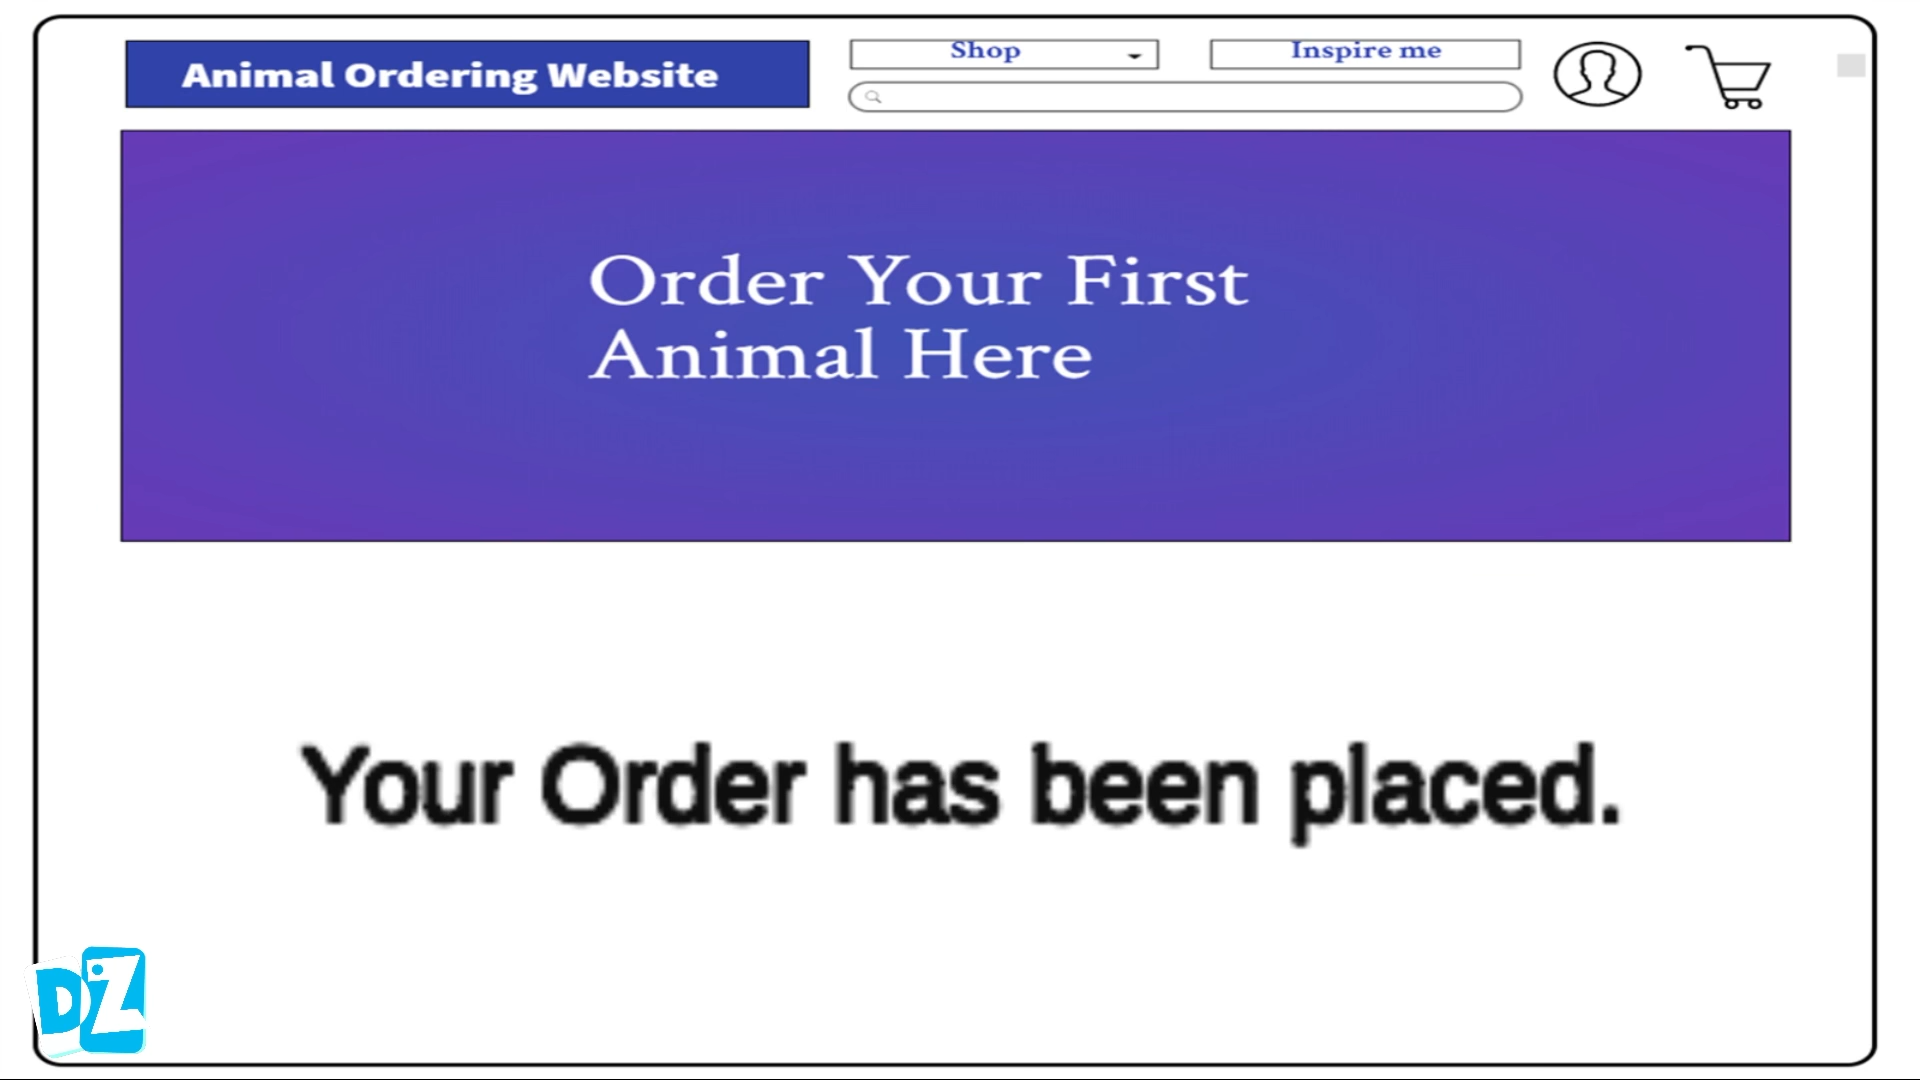 Animal Ordering Website
Shop
Inspire me
Order Your First
Animal Here
Your Order has been placed.
DZ